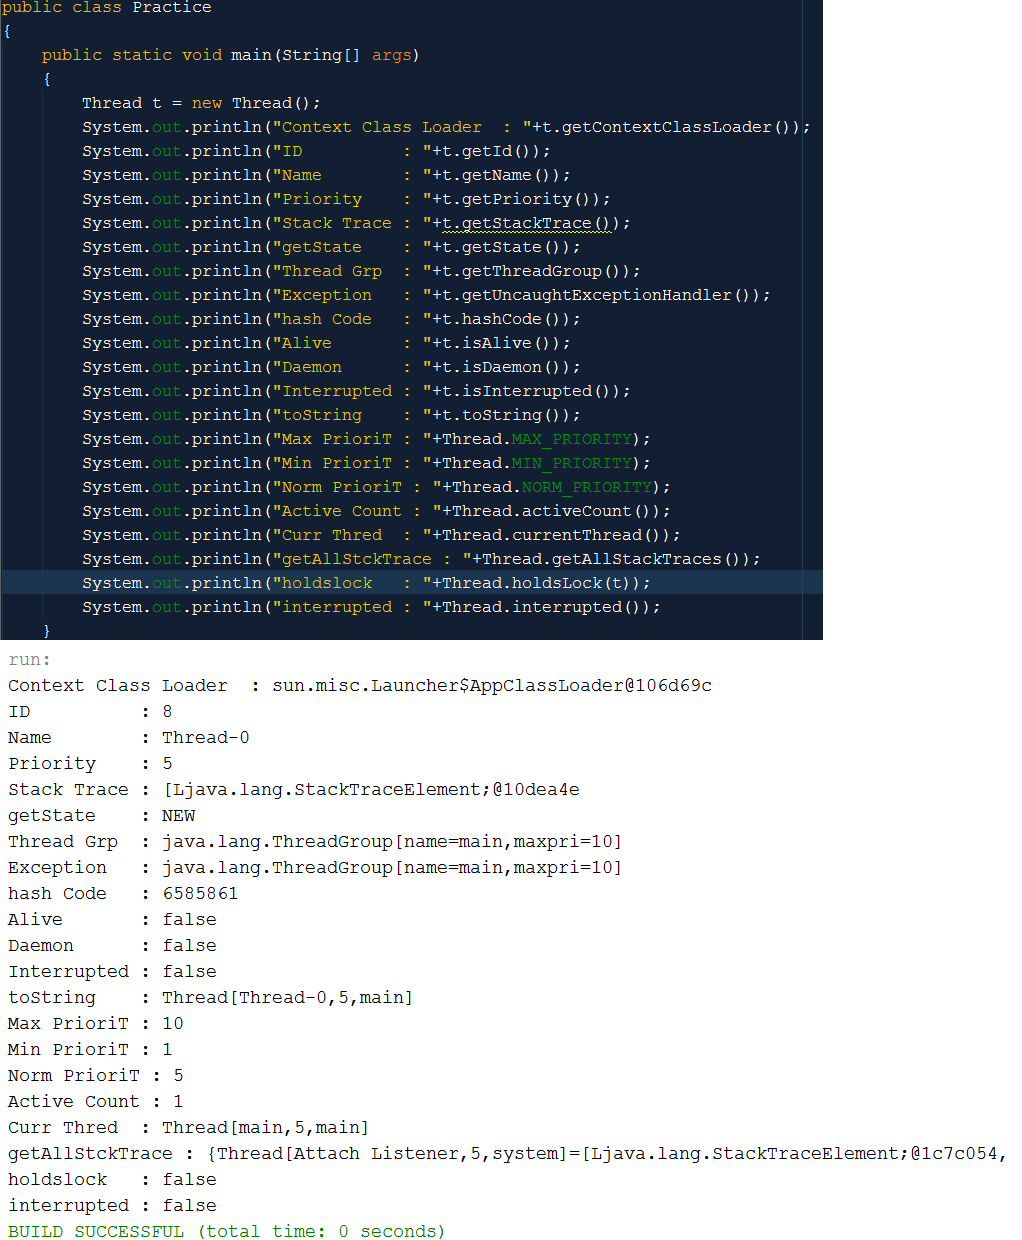 public class Practice
{
    public static void main(String[] args)
    {
        Thread t = new Thread();
        System.out.println("Context Class Loader  : "+t.getContextClassLoader());
        System.out.println("ID          : "+t.getId());
        System.out.println("Name        : "+t.getName());
        System.out.println("Priority    : "+t.getPriority());
        System.out.println("Stack Trace : "+t.getStackTrace());
        System.out.println("getState    : "+t.getState());
        System.out.println("Thread Grp  : "+t.getThreadGroup());
        System.out.println("Exception   : "+t.getUncaughtExceptionHandler());
        System.out.println("hash Code   : "+t.hashCode());
        System.out.println("Alive       : "+t.isAlive());
        System.out.println("Daemon      : "+t.isDaemon());
        System.out.println("Interrupted : "+t.isInterrupted());
        System.out.println("toString    : "+t.toString());
        System.out.println("Max PrioriT : "+Thread.MAX_PRIORITY);
        System.out.println("Min PrioriT : "+Thread.MIN_PRIORITY);
        System.out.println("Norm PrioriT : "+Thread.NORM_PRIORITY);
        System.out.println("Active Count : "+Thread.activeCount());
        System.out.println("Curr Thred  : "+Thread.currentThread());
        System.out.println("getAllStckTrace : "+Thread.getAllStackTraces());
        System.out.println("holdslock   : "+Thread.holdsLock(t));
        System.out.println("interrupted : "+Thread.interrupted());
    }
run:
Context Class Loader  : sun.misc.Launcher$AppClassLoader@106d69c
ID          : 8
Name        : Thread-0
Priority    : 5
Stack Trace : [Ljava.lang.StackTraceElement;@10dea4e
getState    : NEW
Thread Grp  : java.lang.ThreadGroup[name=main,maxpri=10]
Exception   : java.lang.ThreadGroup[name=main,maxpri=10]
hash Code   : 6585861
Alive       : false
Daemon      : false
Interrupted : false
toString    : Thread[Thread-0,5,main]
Max PrioriT : 10
Min PrioriT : 1
Norm PrioriT : 5
Active Count : 1
Curr Thred  : Thread[main,5,main]
getAllStckTrace : {Thread[Attach Listener,5,system]=[Ljava.lang.StackTraceElement;@1c7c054,
holdslock   : false
interrupted : false
BUILD SUCCESSFUL (total time: 0 seconds)